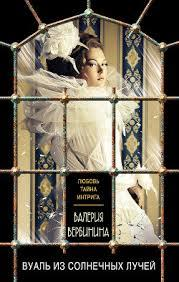 ЛЮБОВЬ
ТАЙНА
ИНТРИГА
ВАЛЕРИЯ
ВЕРБИНИНА
ВУАЛЬ ИЗ СОЛНЕЧНЫХ ЛУЧЕЙ